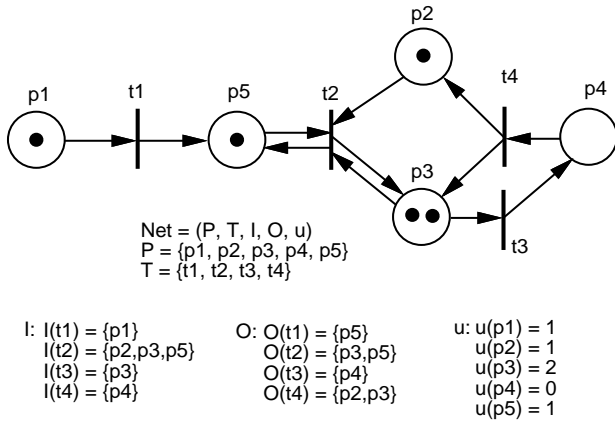 p2
p1
t1
p5
t2
t4
p4
p3
t3
Net = (P, T, I, O, u)
P = {p1, p2, p3, p4, p5}
T = {t1, t2, t3, t4}
I: I(t1) = {p1}
I(t2) = {p2,p3,p5}
I(t3) = {p3}
I(t4) = {p4}
O: O(t1) = {p5}
O(t2) = {p3,p5}
O(t3) = {p4}
O(t4) = {p2,p3}
u: u(p1) = 1
u(p2) = 1
u(p3) = 2
u(p4) = 0
u(p5) = 1